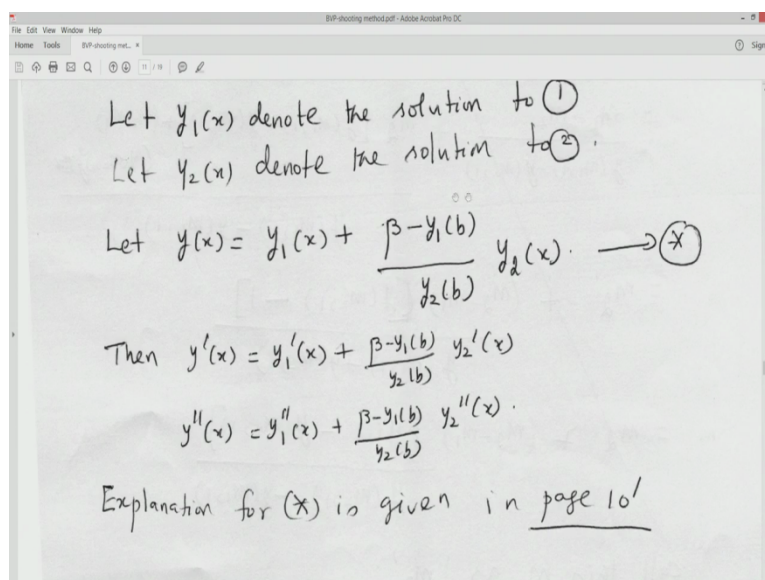 BVP-shooting method.pdf - Adobe Acrobat Pro DC
File Edit View Window Help
Home Tools BVP-shooting met... × Sign
11 / 19
Let y₁(x) denote the solution to ①
Let y₂(x) denote the solution to ②.
Let y(x) = y₁(x) + (β-y₁(b))/(y₂(b)) y₂(x). → (*)
Then y'(x) = y₁'(x) + (β-y₁(b))/(y₂(b)) y₂'(x)
y''(x) = y₁''(x) + (β-y₁(b))/(y₂(b)) y₂''(x).
Explanation for (*) is given in page 10'